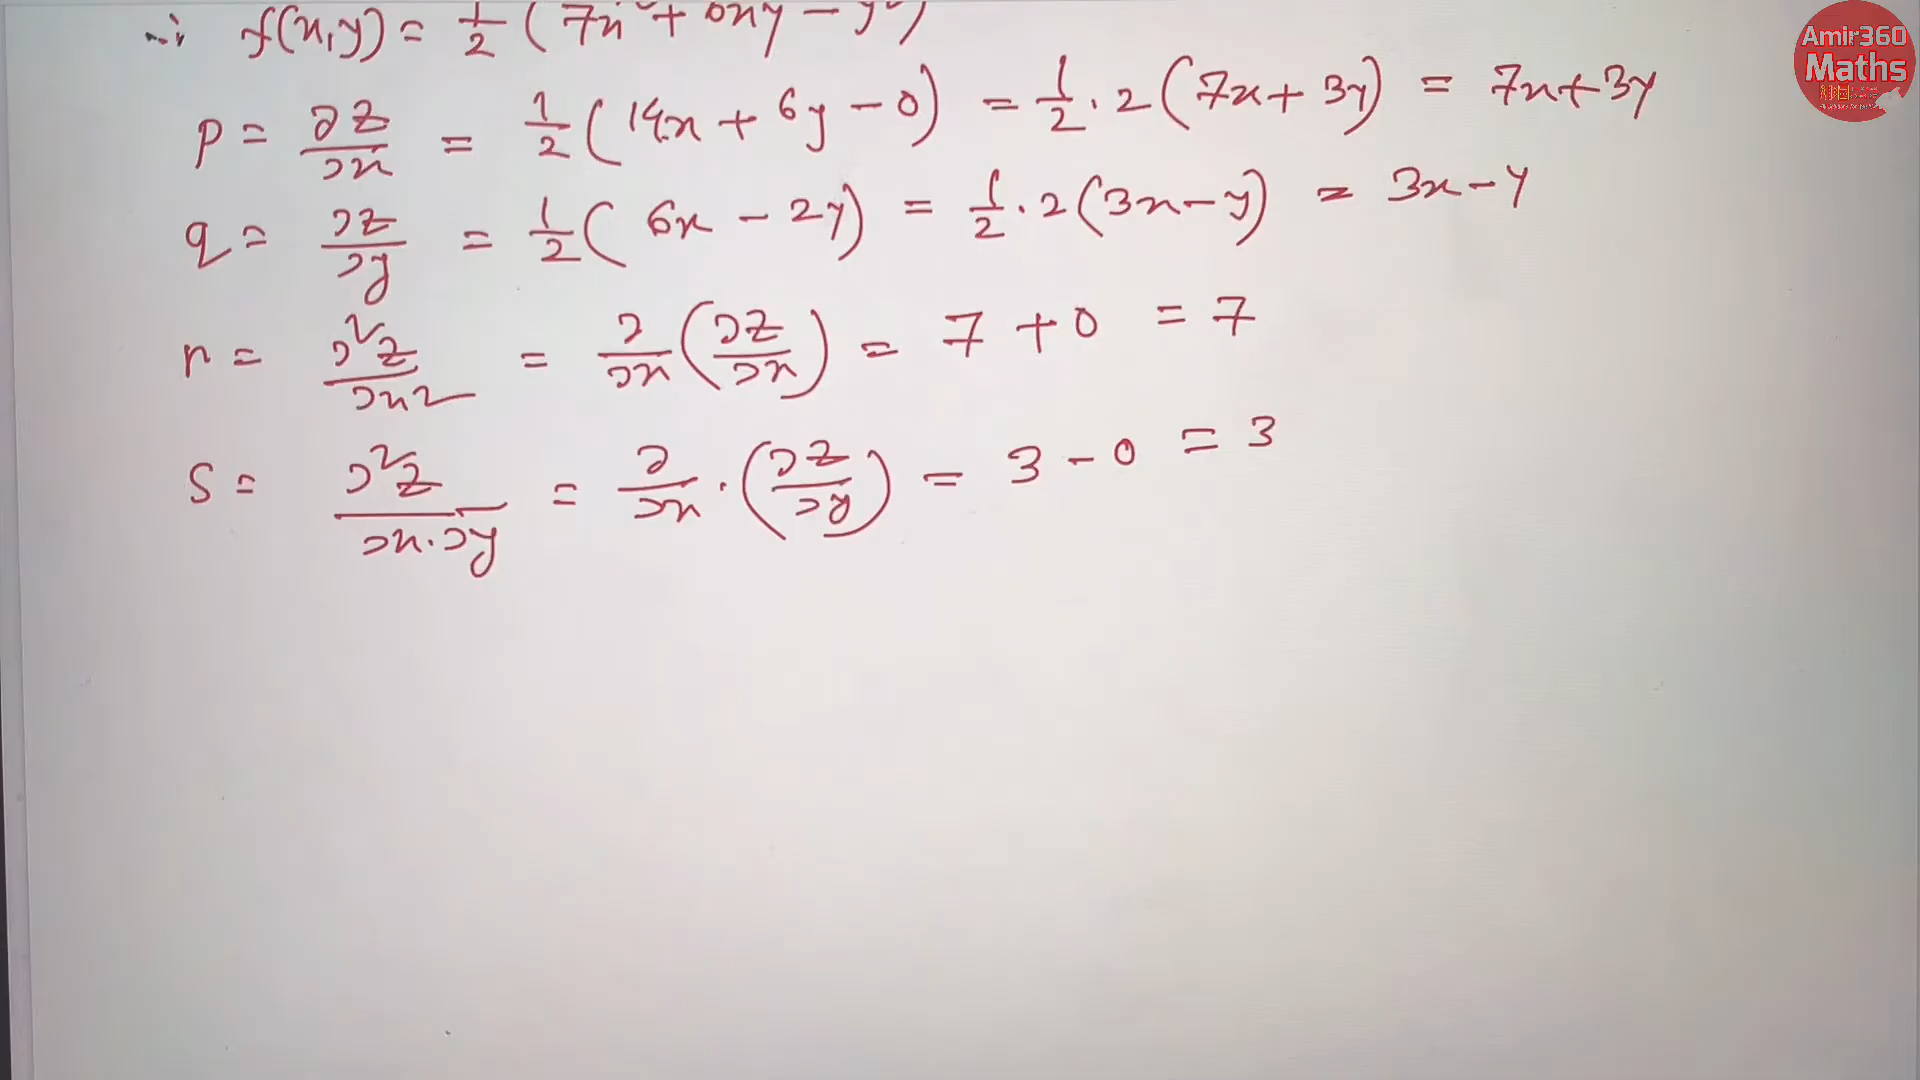 ∴ f(x,y) = 1/2 ( 7x² + 6xy − y² )
p = ∂z/∂x = 1/2 ( 14x + 6y − 0 ) = 1/2 · 2 ( 7x + 3y ) = 7x + 3y
q = ∂z/∂y = 1/2 ( 6x − 2y ) = 1/2 · 2 ( 3x − y ) = 3x − y
r = ∂²z/∂x² = ∂/∂x ( ∂z/∂x ) = 7 + 0 = 7
s = ∂²z/∂x·∂y = ∂/∂x · ( ∂z/∂y ) = 3 − 0 = 3
Amir360
Maths